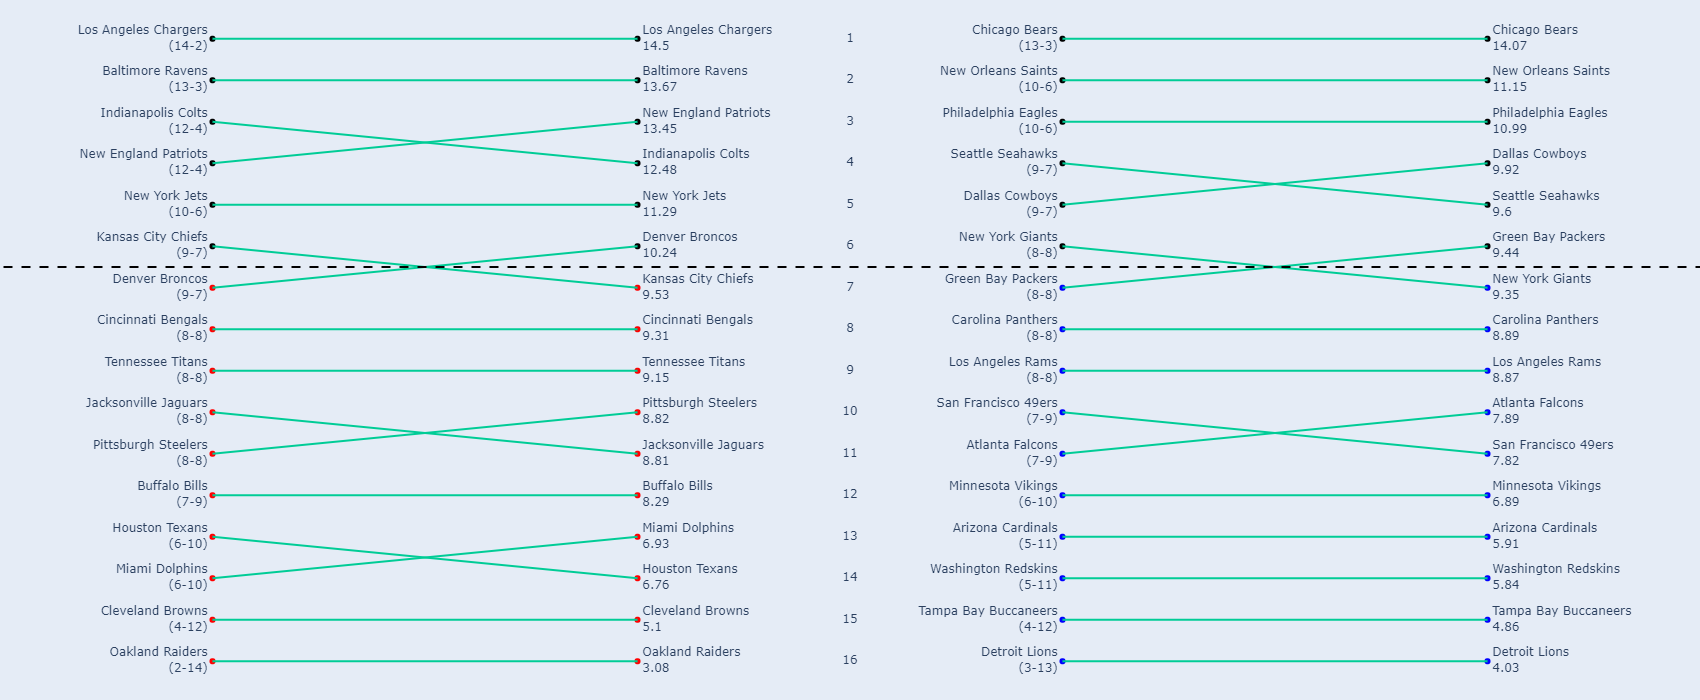 Los Angeles Chargers
(14-2)
Los Angeles Chargers
14.5
1
Chicago Bears
(13-3)
Chicago Bears
14.07
Baltimore Ravens
(13-3)
Baltimore Ravens
13.67
2
New Orleans Saints
(10-6)
New Orleans Saints
11.15
Indianapolis Colts
(12-4)
New England Patriots
13.45
3
Philadelphia Eagles
(10-6)
Philadelphia Eagles
10.99
New England Patriots
(12-4)
Indianapolis Colts
12.48
4
Seattle Seahawks
(9-7)
Dallas Cowboys
9.92
New York Jets
(10-6)
New York Jets
11.29
5
Dallas Cowboys
(9-7)
Seattle Seahawks
9.6
Kansas City Chiefs
(9-7)
Denver Broncos
10.24
6
New York Giants
(8-8)
Green Bay Packers
9.44
Denver Broncos
(9-7)
Kansas City Chiefs
9.53
7
Green Bay Packers
(8-8)
New York Giants
9.35
Cincinnati Bengals
(8-8)
Cincinnati Bengals
9.31
8
Carolina Panthers
(8-8)
Carolina Panthers
8.89
Tennessee Titans
(8-8)
Tennessee Titans
9.15
9
Los Angeles Rams
(8-8)
Los Angeles Rams
8.87
Jacksonville Jaguars
(8-8)
Pittsburgh Steelers
8.82
10
San Francisco 49ers
(7-9)
Atlanta Falcons
7.89
Pittsburgh Steelers
(8-8)
Jacksonville Jaguars
8.81
11
Atlanta Falcons
(7-9)
San Francisco 49ers
7.82
Buffalo Bills
(7-9)
Buffalo Bills
8.29
12
Minnesota Vikings
(6-10)
Minnesota Vikings
6.89
Houston Texans
(6-10)
Miami Dolphins
6.93
13
Arizona Cardinals
(5-11)
Arizona Cardinals
5.91
Miami Dolphins
(6-10)
Houston Texans
6.76
14
Washington Redskins
(5-11)
Washington Redskins
5.84
Cleveland Browns
(4-12)
Cleveland Browns
5.1
15
Tampa Bay Buccaneers
(4-12)
Tampa Bay Buccaneers
4.86
Oakland Raiders
(2-14)
Oakland Raiders
3.08
16
Detroit Lions
(3-13)
Detroit Lions
4.03